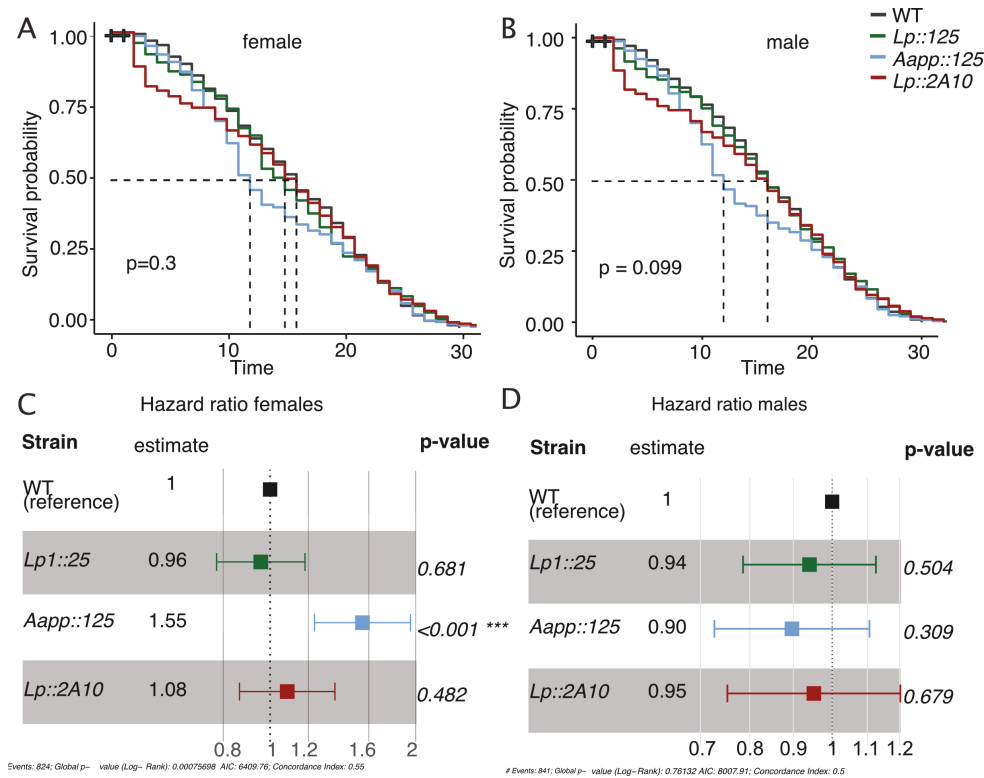 A
female
1.00
0.75
0.50
0.25
0.00
Survival probability
p=0.3
0
10
20
30
Time
B
male
1.00
0.75
0.50
0.25
0.00
Survival probability
p = 0.099
0
10
20
30
Time
WT
Lp::125
Aapp::125
Lp::2A10
C
Hazard ratio females
Strain
estimate
p-value
WT
(reference)
1
Lp1::25
0.96
0.681
Aapp::125
1.55
<0.001 ***
Lp::2A10
1.08
0.482
0.8
1
1.2
1.6
2
Events: 824; Global p− value (Log− Rank): 0.00075698 AIC: 6409.76; Concordance Index: 0.55
D
Hazard ratio males
Strain
estimate
p-value
WT
(reference)
1
Lp1::25
0.94
0.504
Aapp::125
0.90
0.309
Lp::2A10
0.95
0.679
0.7
0.8
0.9
1
1.1
1.2
# Events: 841; Global p− value (Log− Rank): 0.76132 AIC: 8007.91; Concordance Index: 0.5